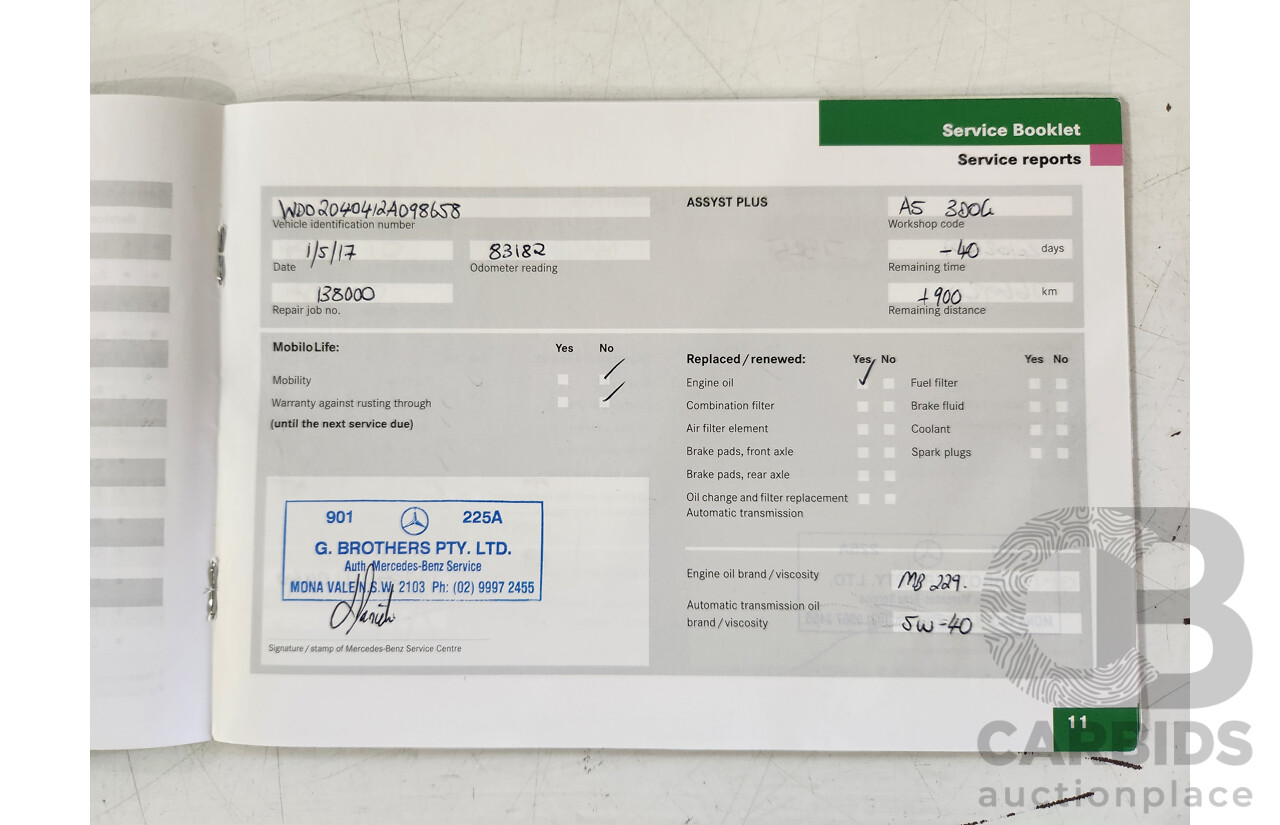 Service Booklet
Service reports
WDD2040412A098658
Vehicle identification number
1/5/17
Date
83182
Odometer reading
138000
Repair job no.
ASSYST PLUS
A5 3D0G
Workshop code
-40 days
Remaining time
+900 km
Remaining distance
MobiloLife: Yes No
Mobility
Warranty against rusting through
(until the next service due)
Replaced/renewed: Yes No Yes No
Engine oil Fuel filter
Combination filter Brake fluid
Air filter element Coolant
Brake pads, front axle Spark plugs
Brake pads, rear axle
Oil change and filter replacement
Automatic transmission
901 225A
G. BROTHERS PTY. LTD.
Auth. Mercedes-Benz Service
MONA VALE N.S.W. 2103 Ph: (02) 9997 2455
Signature/stamp of Mercedes-Benz Service Centre
Engine oil brand/viscosity MB 229.
Automatic transmission oil
brand/viscosity 5W-40
11
CARBIDS
auctionplace